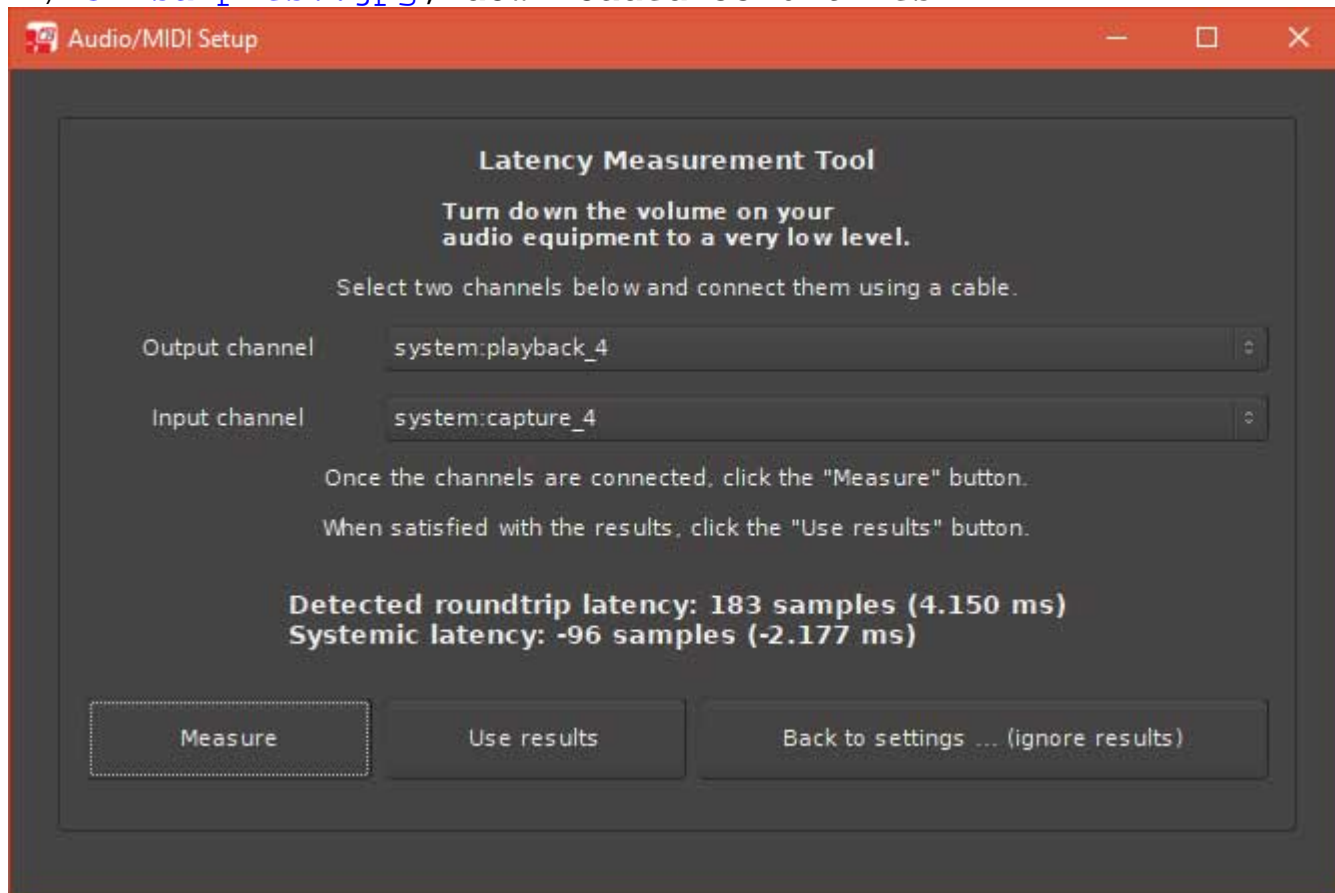 Audio/MIDI Setup
Latency Measurement Tool
Turn down the volume on your
audio equipment to a very low level.
Select two channels below and connect them using a cable.
Output channel system:playback_4
Input channel system:capture_4
Once the channels are connected, click the "Measure" button.
When satisfied with the results, click the "Use results" button.
Detected roundtrip latency: 183 samples (4.150 ms)
Systemic latency: -96 samples (-2.177 ms)
Measure Use results Back to settings ... (ignore results)